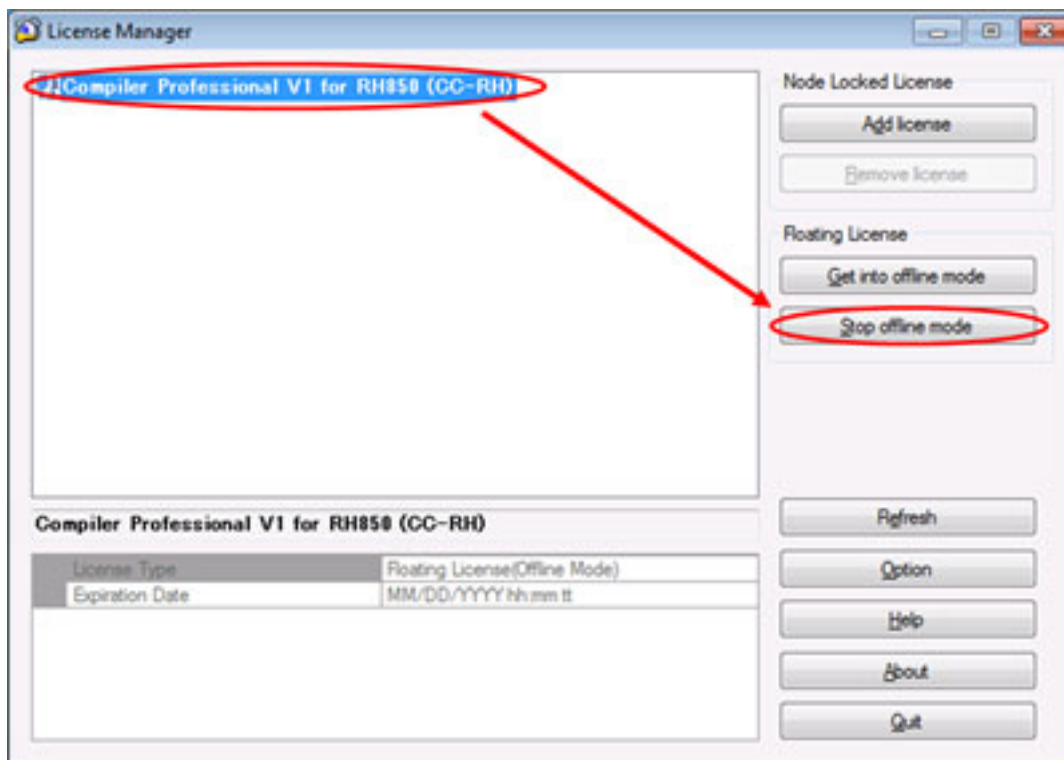 License Manager
Compiler Professional V1 for RH850 (CC-RH)
Node Locked License
Add license
Remove license
Floating License
Get into offline mode
Stop offline mode
Compiler Professional V1 for RH850 (CC-RH)
License Type Floating License(Offline Mode)
Expiration Date MM/DD/YYYY hh:mm tt
Refresh
Option
Help
About
Quit